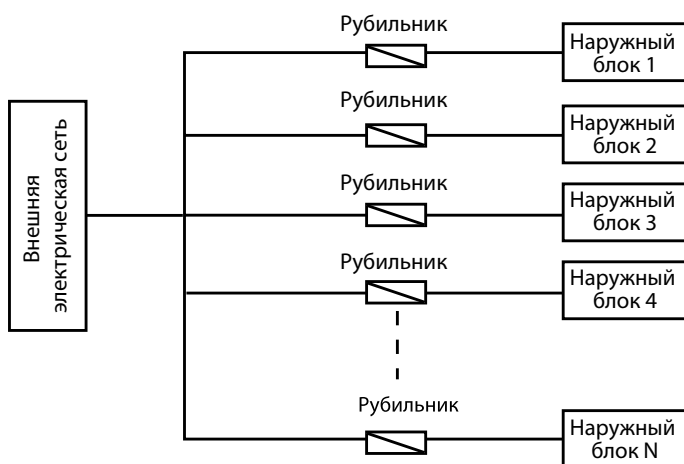 Рубильник
Наружный
блок 1
Рубильник
Наружный
блок 2
Внешняя
электрическая сеть
Рубильник
Наружный
блок 3
Рубильник
Наружный
блок 4
Рубильник
Наружный
блок N